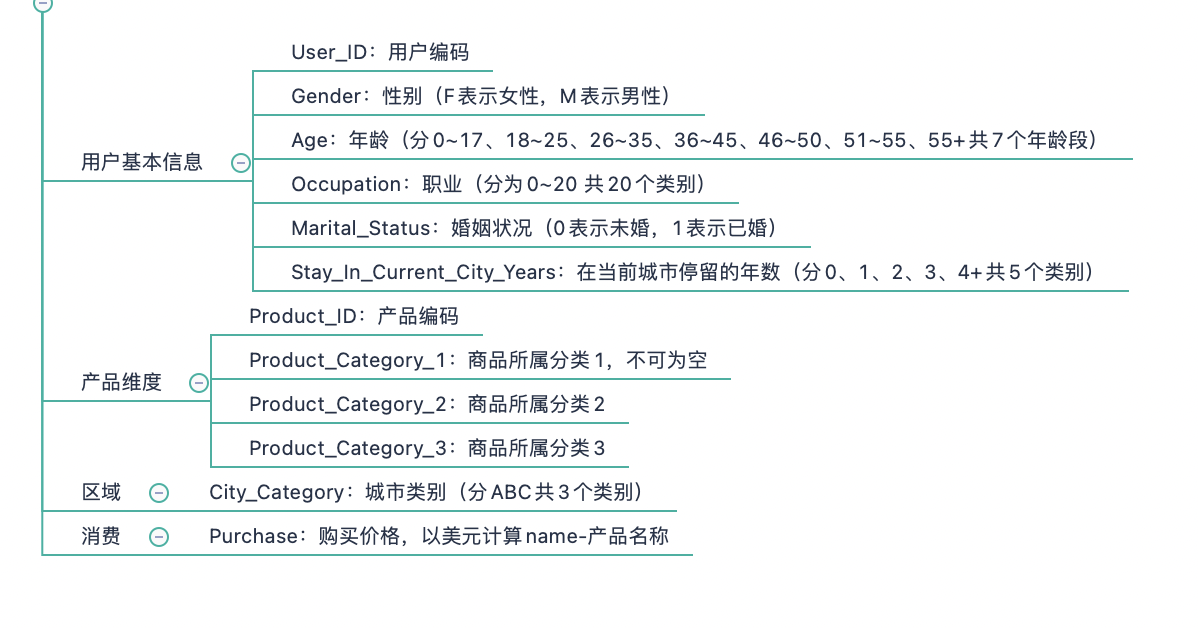 User_ID：用户编码
Gender：性别（F表示女性，M表示男性）
Age：年龄（分0~17、18~25、26~35、36~45、46~50、51~55、55+共7个年龄段）
用户基本信息
Occupation：职业（分为0~20 共20个类别）
Marital_Status：婚姻状况（0表示未婚，1表示已婚）
Stay_In_Current_City_Years：在当前城市停留的年数（分0、1、2、3、4+共5个类别）
Product_ID：产品编码
Product_Category_1：商品所属分类1，不可为空
产品维度
Product_Category_2：商品所属分类2
Product_Category_3：商品所属分类3
区域 City_Category：城市类别（分ABC共3个类别）
消费 Purchase：购买价格，以美元计算name-产品名称